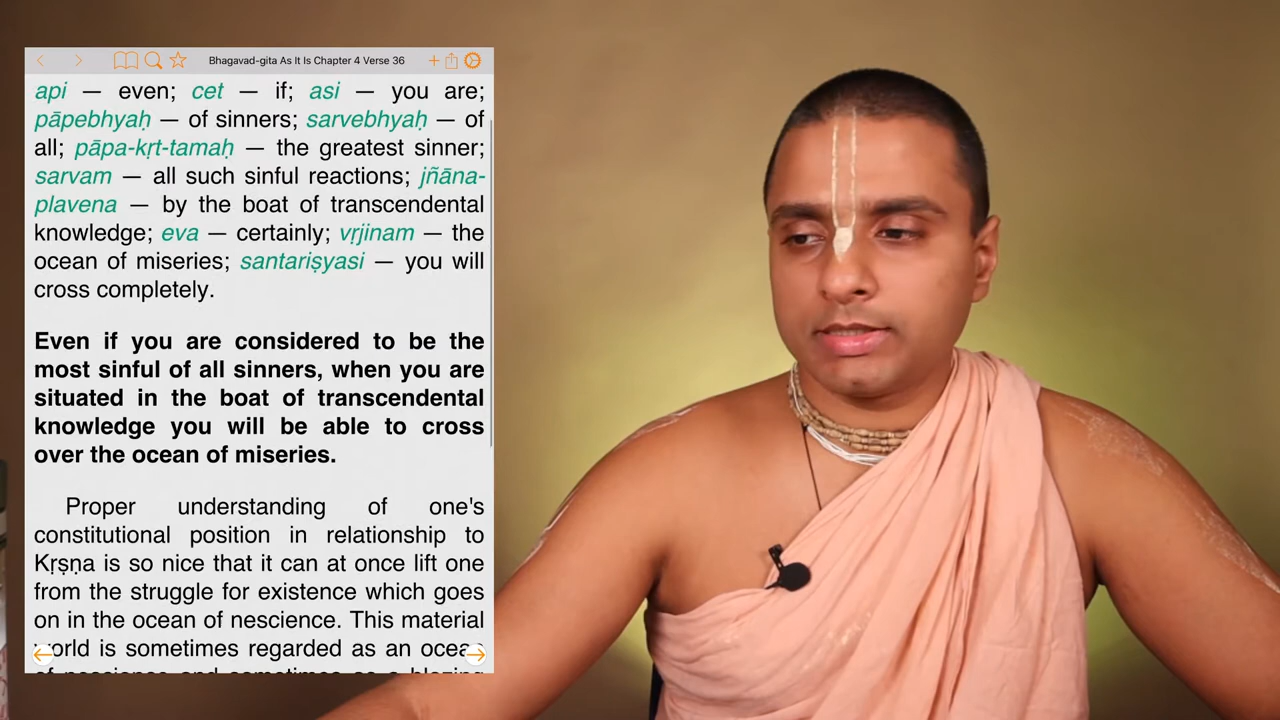 Bhagavad-gita As It Is Chapter 4 Verse 36
api — even; cet — if; asi — you are;
pāpebhyaḥ — of sinners; sarvebhyaḥ — of
all; pāpa-kṛt-tamaḥ — the greatest sinner;
sarvam — all such sinful reactions; jñāna-
plavena — by the boat of transcendental
knowledge; eva — certainly; vṛjinam — the
ocean of miseries; santariṣyasi — you will
cross completely.
Even if you are considered to be the
most sinful of all sinners, when you are
situated in the boat of transcendental
knowledge you will be able to cross
over the ocean of miseries.
Proper understanding of one's
constitutional position in relationship to
Kṛṣṇa is so nice that it can at once lift one
from the struggle for existence which goes
on in the ocean of nescience. This material
world is sometimes regarded as an ocean
of nescience and sometimes as a blazing